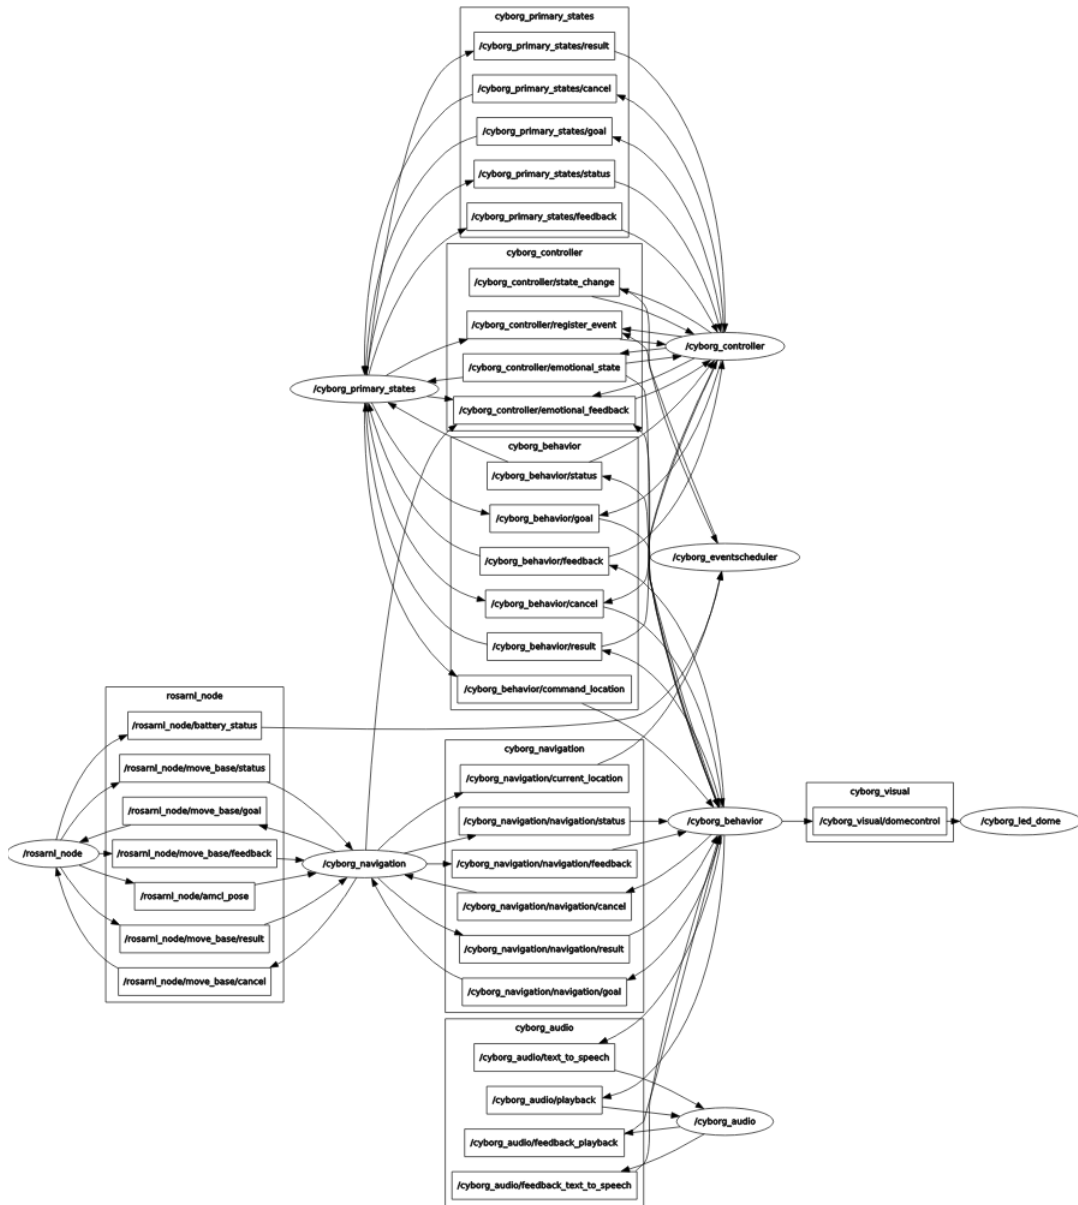 cyborg_primary_states
/cyborg_primary_states/result
/cyborg_primary_states/cancel
/cyborg_primary_states/goal
/cyborg_primary_states/status
/cyborg_primary_states/feedback
cyborg_controller
/cyborg_controller/state_change
/cyborg_controller/register_event
/cyborg_controller/emotional_state
/cyborg_controller/emotional_feedback
/cyborg_controller
/cyborg_primary_states
cyborg_behavior
/cyborg_behavior/status
/cyborg_behavior/goal
/cyborg_behavior/feedback
/cyborg_behavior/cancel
/cyborg_behavior/result
/cyborg_behavior/command_location
/cyborg_eventscheduler
rosarnl_node
/rosarnl_node/battery_status
/rosarnl_node/move_base/status
/rosarnl_node/move_base/goal
/rosarnl_node/move_base/feedback
/rosarnl_node/amcl_pose
/rosarnl_node/move_base/result
/rosarnl_node/move_base/cancel
/rosarnl_node
/cyborg_navigation
cyborg_navigation
/cyborg_navigation/current_location
/cyborg_navigation/navigation/status
/cyborg_navigation/navigation/feedback
/cyborg_navigation/navigation/cancel
/cyborg_navigation/navigation/result
/cyborg_navigation/navigation/goal
/cyborg_behavior
cyborg_visual
/cyborg_visual/domecontrol
/cyborg_led_dome
cyborg_audio
/cyborg_audio/text_to_speech
/cyborg_audio/playback
/cyborg_audio/feedback_playback
/cyborg_audio/feedback_text_to_speech
/cyborg_audio